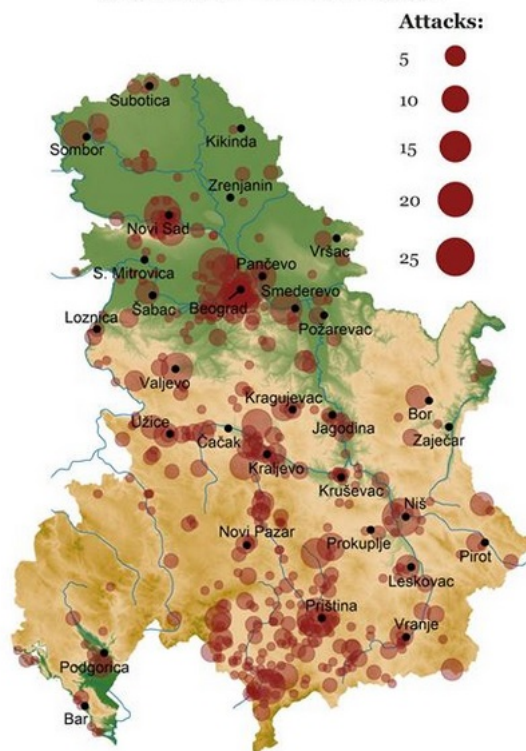 Attacks:
5
10
15
20
25
Subotica
Sombor
Kikinda
Zrenjanin
Novi Sad
Vršac
S. Mitrovica
Pančevo
Šabac
Beograd
Smederevo
Požarevac
Loznica
Valjevo
Kragujevac
Bor
Užice
Čačak
Jagodina
Zaječar
Kraljevo
Kruševac
Niš
Novi Pazar
Prokuplje
Pirot
Leskovac
Priština
Vranje
Podgorica
Bar